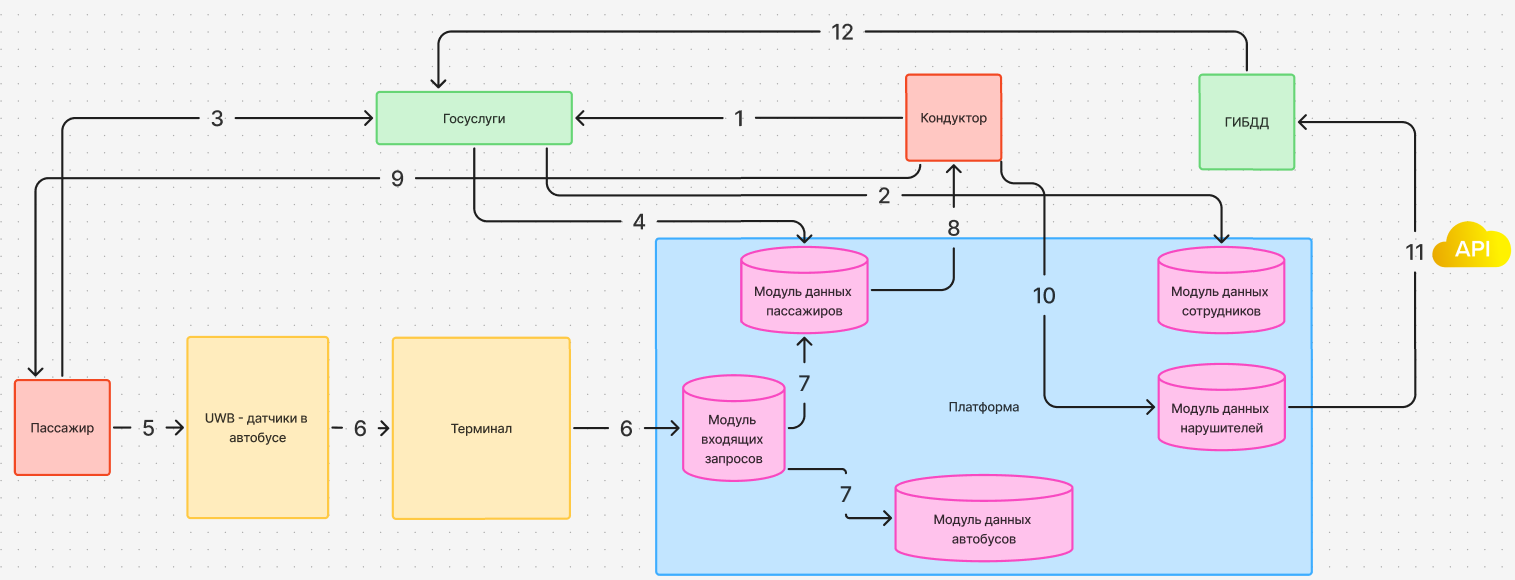 12
3
Госуслуги
1
Кондуктор
ГИБДД
9
2
4
8
11
API
Модуль данных
пассажиров
10
Модуль данных
сотрудников
7
Пассажир
5
UWB - датчики в
автобусе
6
Терминал
6
Модуль
входящих
запросов
Платформа
Модуль данных
нарушителей
7
Модуль данных
автобусов